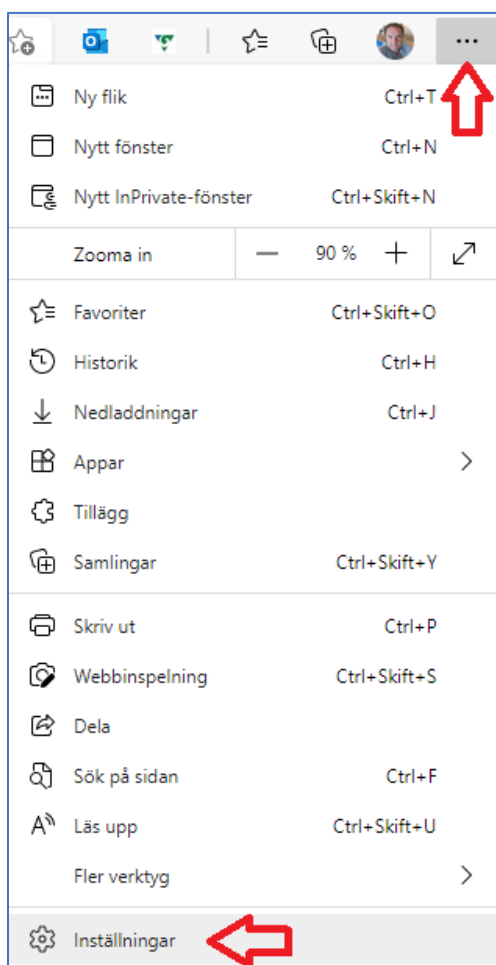 Ny flik Ctrl+T
Nytt fönster Ctrl+N
Nytt InPrivate-fönster Ctrl+Skift+N
Zooma in — 90 % +
Favoriter Ctrl+Skift+O
Historik Ctrl+H
Nedladdningar Ctrl+J
Appar
Tillägg
Samlingar Ctrl+Skift+Y
Skriv ut Ctrl+P
Webbinspelning Ctrl+Skift+S
Dela
Sök på sidan Ctrl+F
Läs upp Ctrl+Skift+U
Fler verktyg
Inställningar